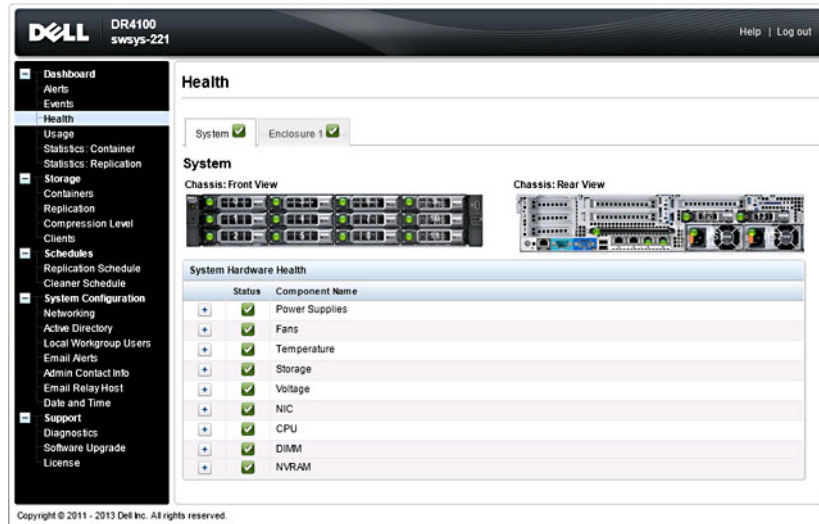 DELL
DR4100
swsys-221
Help | Log out
Dashboard
Alerts
Events
Health
Usage
Statistics: Container
Statistics: Replication
Storage
Containers
Replication
Compression Level
Clients
Schedules
Replication Schedule
Cleaner Schedule
System Configuration
Networking
Active Directory
Local Workgroup Users
Email Alerts
Admin Contact Info
Email Relay Host
Date and Time
Support
Diagnostics
Software Upgrade
License
Health
System
Enclosure 1
System
Chassis: Front View
Chassis: Rear View
System Hardware Health
Status Component Name
Power Supplies
Fans
Temperature
Storage
Voltage
NIC
CPU
DIMM
NVRAM
Copyright © 2011 - 2013 Dell Inc. All rights reserved.